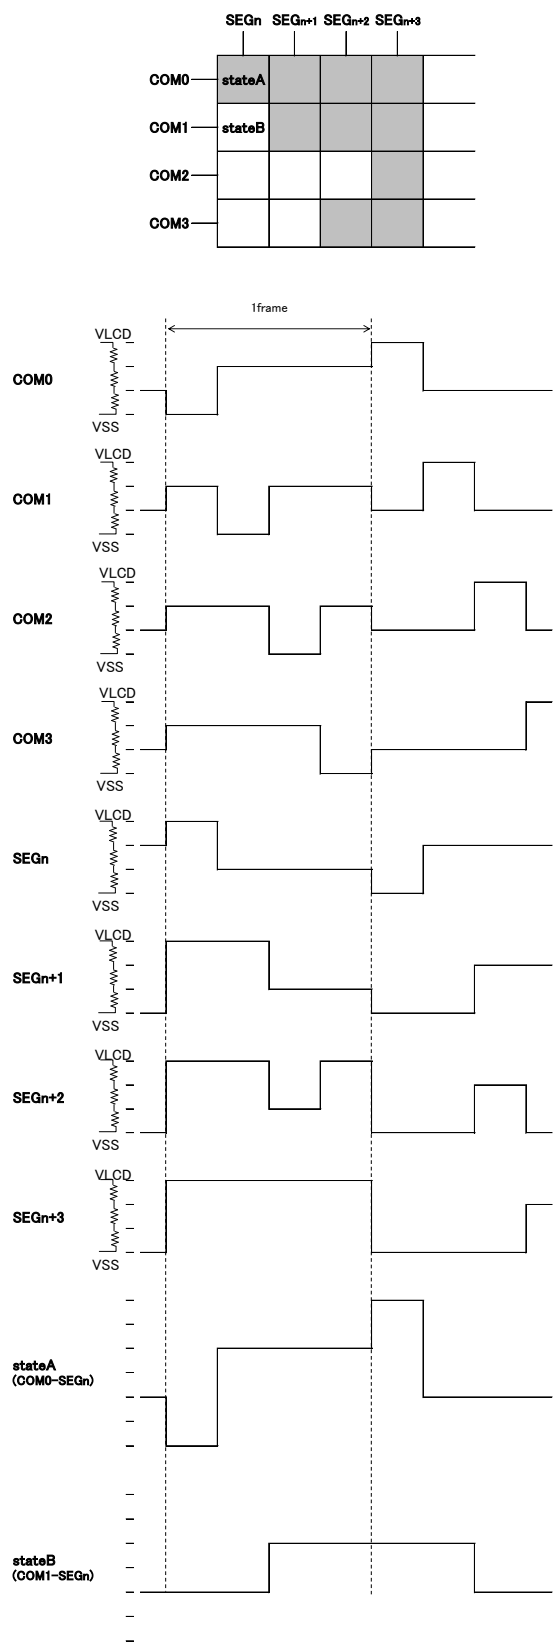 SEGn SEGn+1 SEGn+2 SEGn+3
COM0 stateA
COM1 stateB
COM2
COM3
1frame
VLCD
COM0
VSS
VLCD
COM1
VSS
VLCD
COM2
VSS
VLCD
COM3
VSS
VLCD
SEGn
VSS
VLCD
SEGn+1
VSS
VLCD
SEGn+2
VSS
VLCD
SEGn+3
VSS
stateA
(COM0-SEGn)
stateB
(COM1-SEGn)